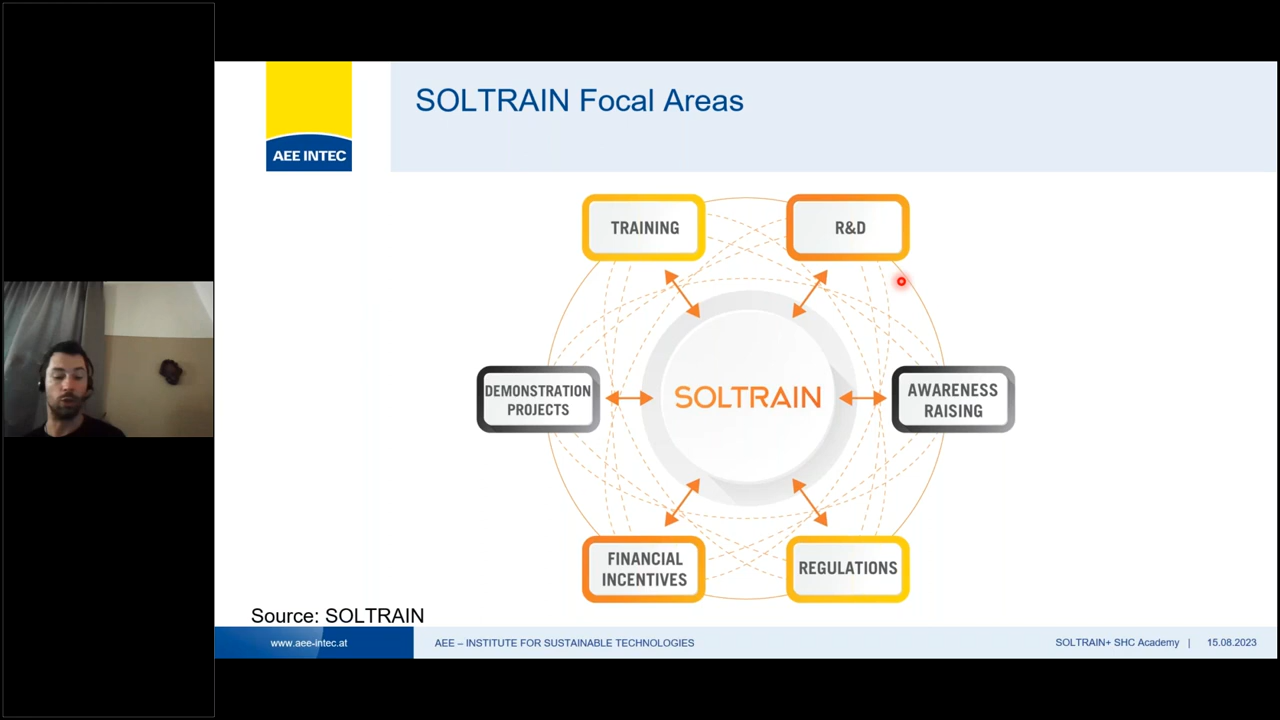 SOLTRAIN Focal Areas
AEE INTEC
TRAINING
R&D
DEMONSTRATION
PROJECTS
SOLTRAIN
AWARENESS
RAISING
FINANCIAL
INCENTIVES
REGULATIONS
Source: SOLTRAIN
www.aee-intec.at
AEE – INSTITUTE FOR SUSTAINABLE TECHNOLOGIES
SOLTRAIN+ SHC Academy |
15.08.2023